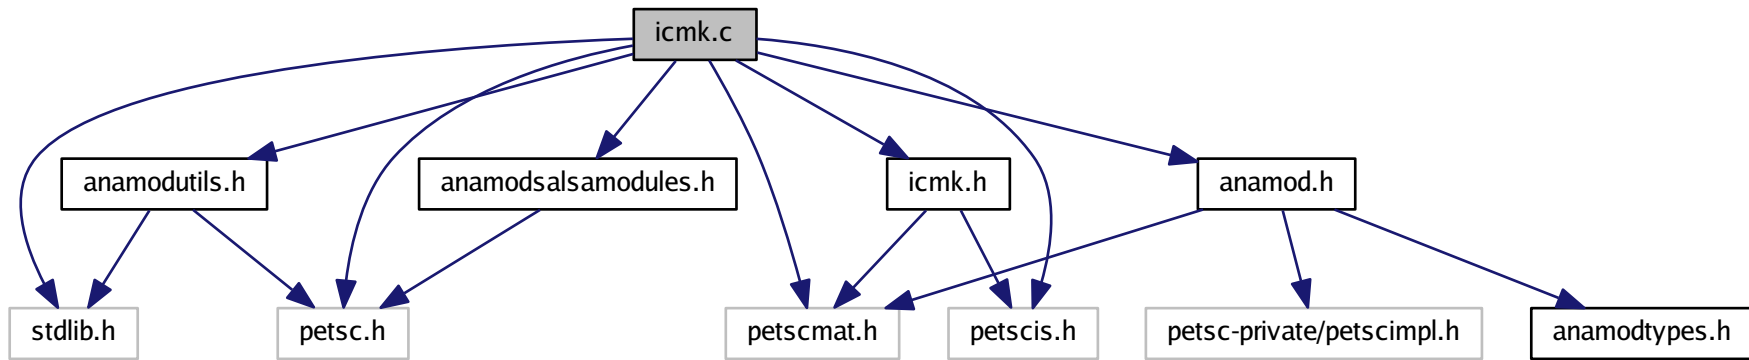 icmk.c
anamodutils.h
anamodsalsamodules.h
icmk.h
anamod.h
stdlib.h
petsc.h
petscmat.h
petscis.h
petsc-private/petscimpl.h
anamodtypes.h